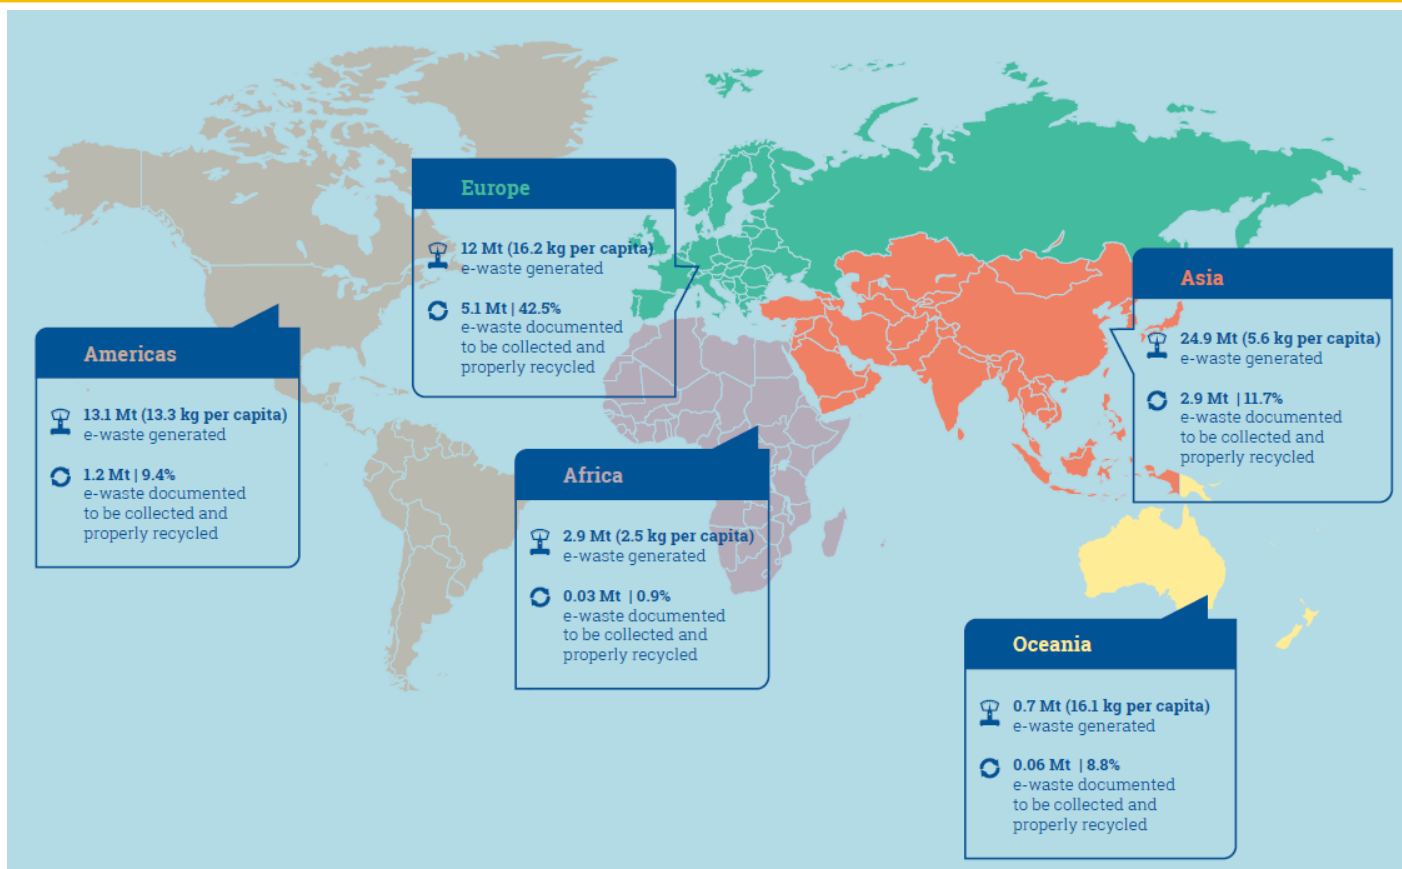 Europe
12 Mt (16.2 kg per capita)
e-waste generated
5.1 Mt | 42.5%
e-waste documented
to be collected and
properly recycled
Asia
24.9 Mt (5.6 kg per capita)
e-waste generated
2.9 Mt | 11.7%
e-waste documented
to be collected and
properly recycled
Americas
13.1 Mt (13.3 kg per capita)
e-waste generated
1.2 Mt | 9.4%
e-waste documented
to be collected and
properly recycled
Africa
2.9 Mt (2.5 kg per capita)
e-waste generated
0.03 Mt | 0.9%
e-waste documented
to be collected and
properly recycled
Oceania
0.7 Mt (16.1 kg per capita)
e-waste generated
0.06 Mt | 8.8%
e-waste documented
to be collected and
properly recycled